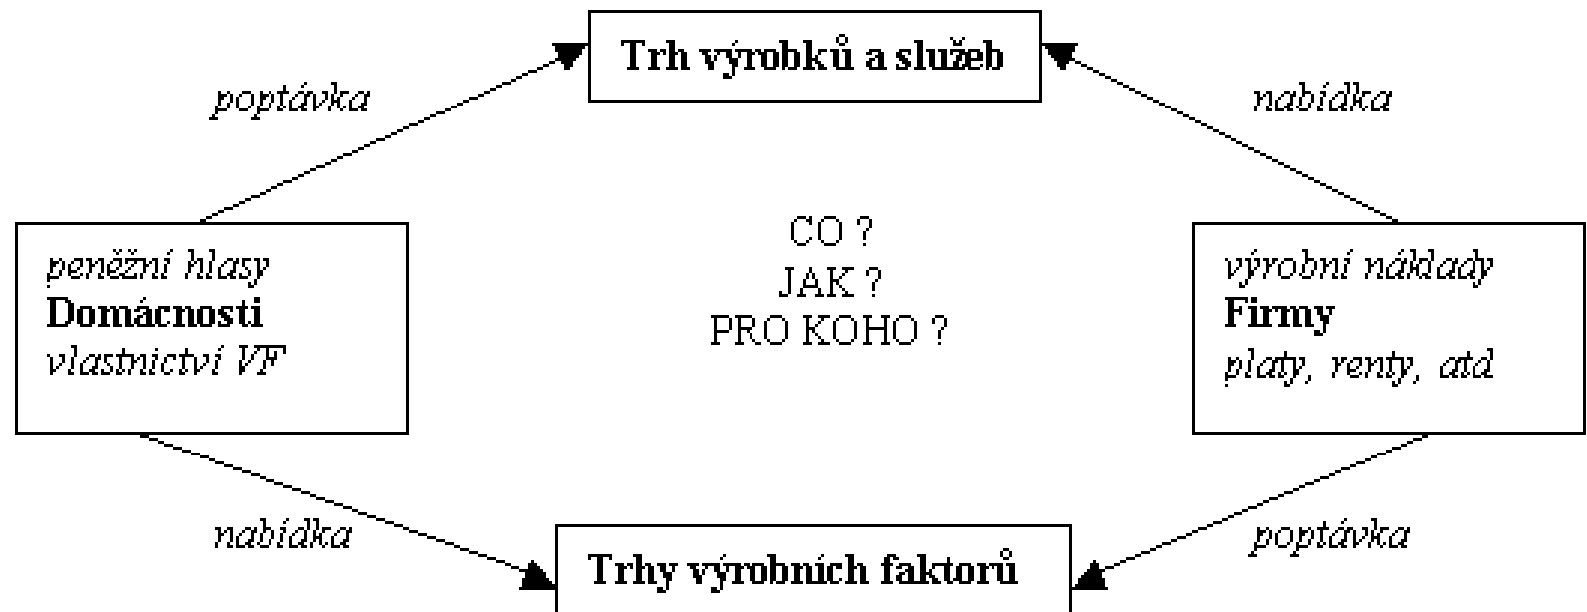 Trh výrobků a služeb
poptávka
nabídka
peněžní hlasy
Domácnosti
vlastnictví VF
CO ?
JAK ?
PRO KOHO ?
výrobní náklady
Firmy
platy, renty, atd
nabídka
poptávka
Trhy výrobních faktorů